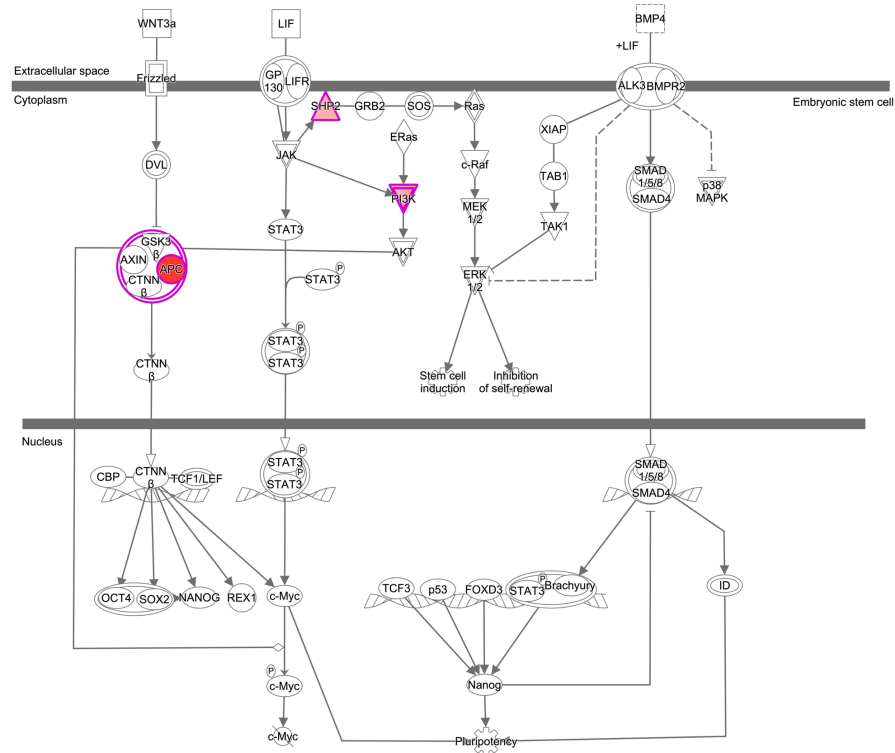 WNT3a
LIF
BMP4
+LIF
Extracellular space
Frizzled
GP
130
LIFR
ALK3
BMPR2
Cytoplasm
Embryonic stem cell
SHP2
GRB2
SOS
Ras
ERas
XIAP
JAK
DVL
c-Raf
TAB1
SMAD
1/5/8
SMAD4
p38
MAPK
PI3K
MEK
1/2
TAK1
STAT3
GSK3
β
AXIN
APC
CTNN
β
AKT
STAT3
P
ERK
1/2
STAT3
P
STAT3
P
CTNN
β
Stem cell
induction
Inhibition
of self-renewal
Nucleus
CBP
CTNN
β
TCF1/LEF
STAT3
P
STAT3
P
SMAD
1/5/8
SMAD4
OCT4
SOX2
NANOG
REX1
c-Myc
TCF3
p53
FOXD3
STAT3
P
Brachyury
ID
P
c-Myc
Nanog
c-Myc
Pluripotency